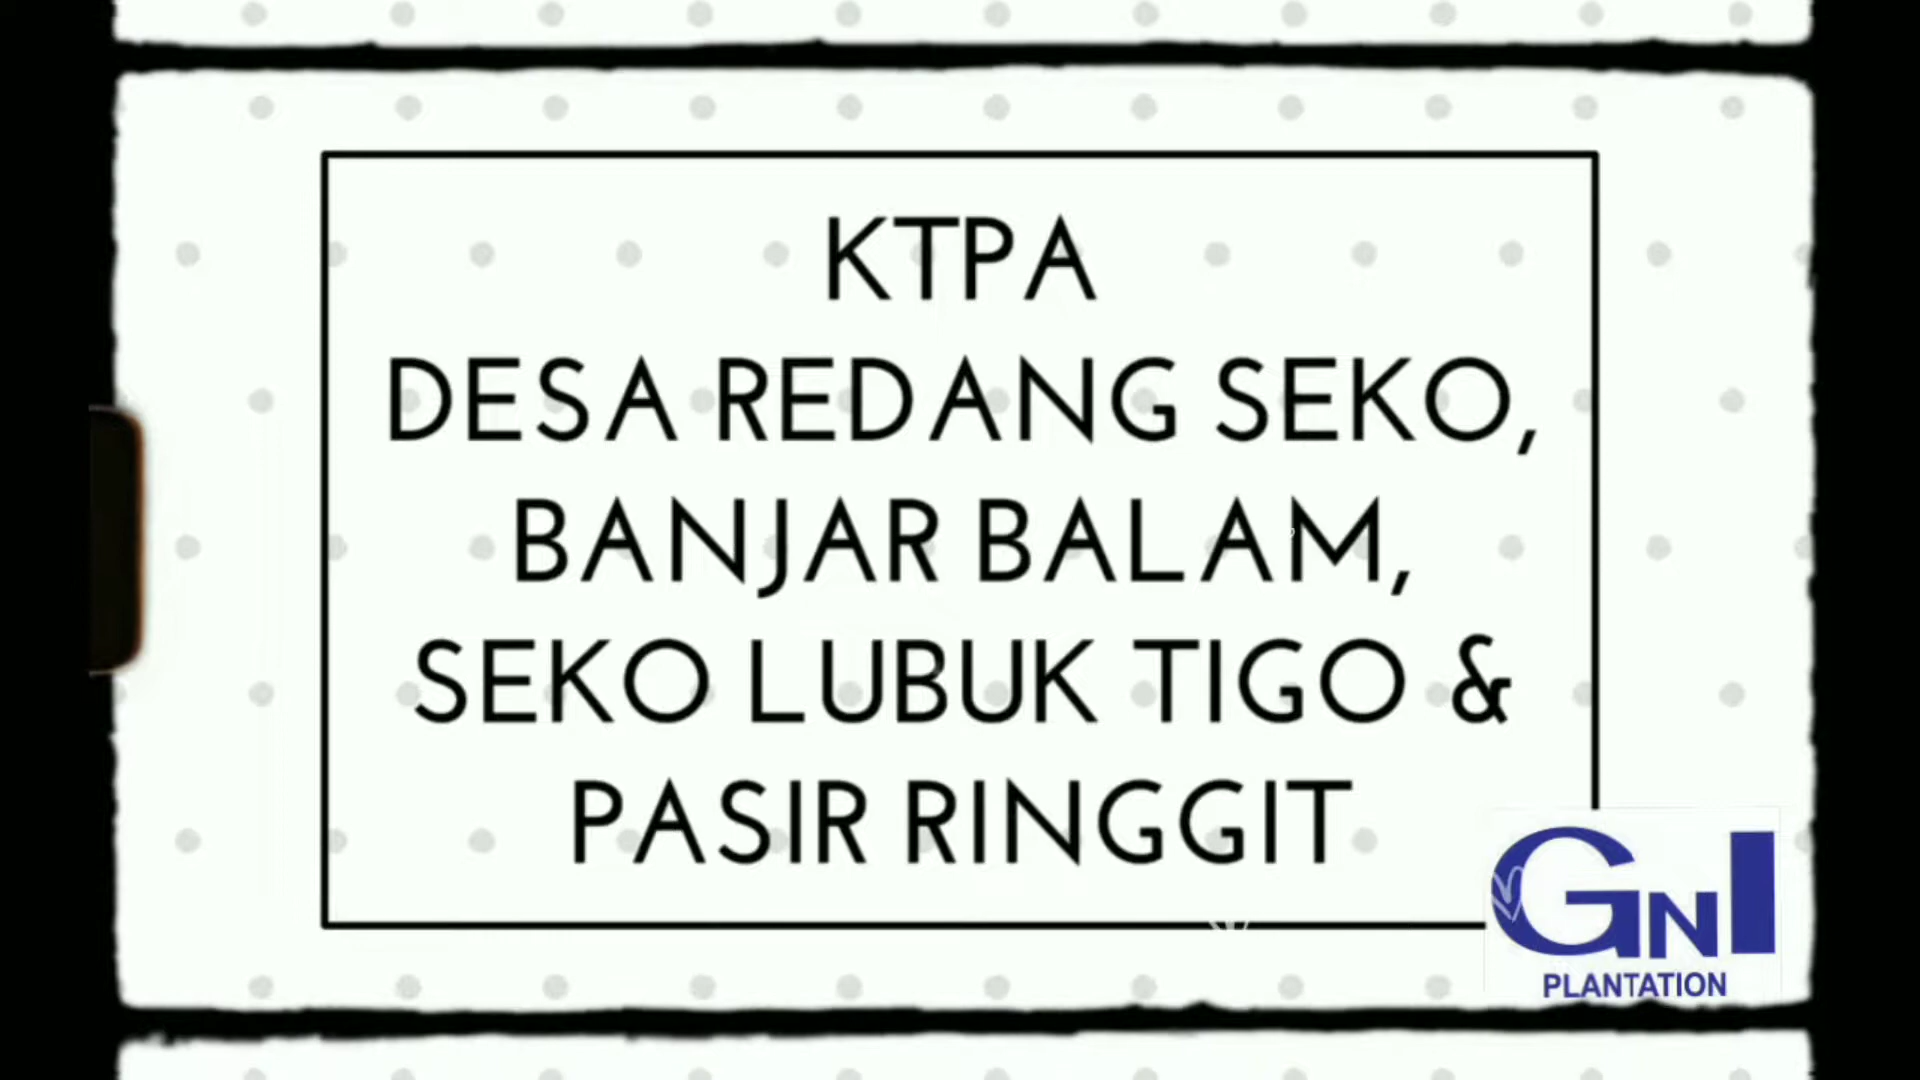 KTPA
DESA REDANG SEKO,
BANJAR BALAM,
SEKO LUBUK TIGO &
PASIR RINGGIT
GNI
PLANTATION